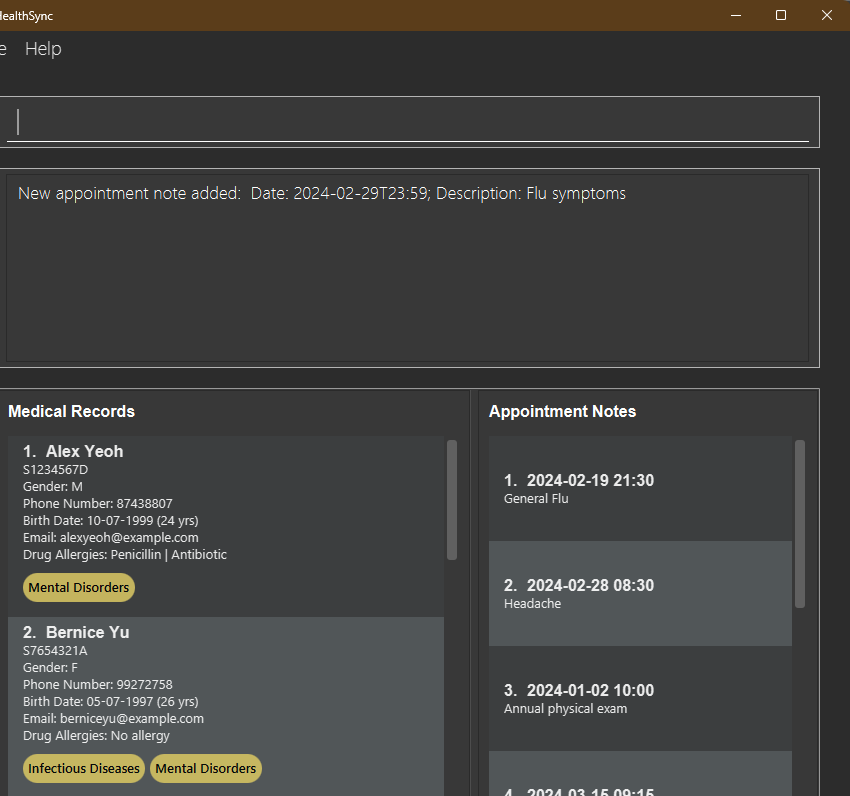 HealthSync
Help
New appointment note added:  Date: 2024-02-29T23:59; Description: Flu symptoms
Medical Records
1.  Alex Yeoh
S1234567D
Gender: M
Phone Number: 87438807
Birth Date: 10-07-1999 (24 yrs)
Email: alexyeoh@example.com
Drug Allergies: Penicillin | Antibiotic
Mental Disorders
2.  Bernice Yu
S7654321A
Gender: F
Phone Number: 99272758
Birth Date: 05-07-1997 (26 yrs)
Email: berniceyu@example.com
Drug Allergies: No allergy
Infectious Diseases Mental Disorders
Appointment Notes
1.  2024-02-19 21:30
General Flu
2.  2024-02-28 08:30
Headache
3.  2024-01-02 10:00
Annual physical exam
4.  2024-03-15 09:15